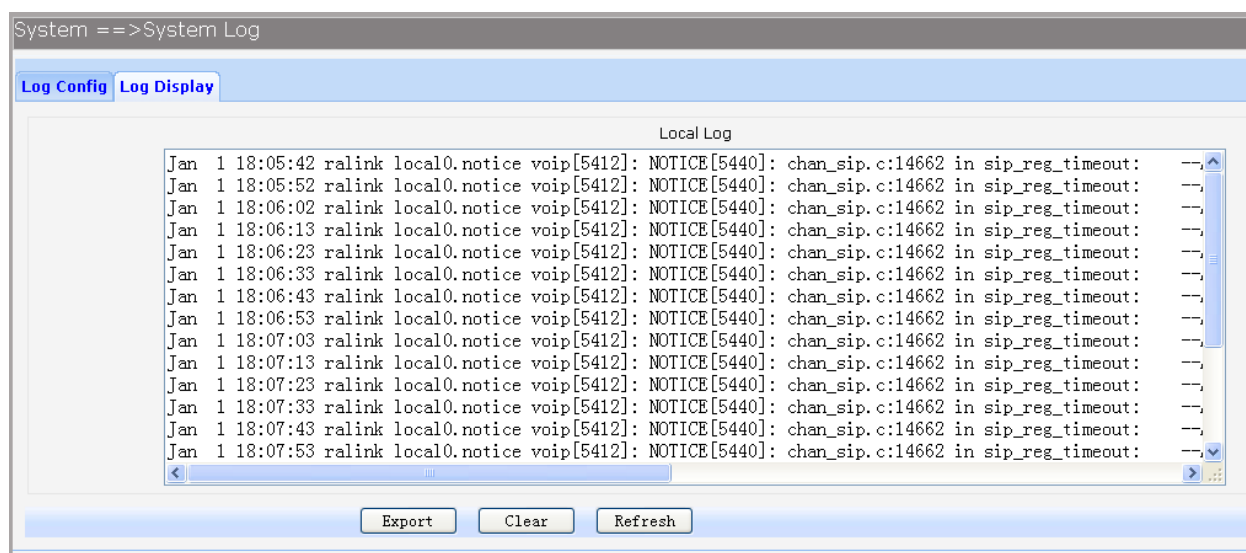 System ==>System Log
Log Config Log Display
Local Log
Jan  1 18:05:42 ralink local0.notice voip[5412]: NOTICE[5440]: chan_sip.c:14662 in sip_reg_timeout:    --
Jan  1 18:05:52 ralink local0.notice voip[5412]: NOTICE[5440]: chan_sip.c:14662 in sip_reg_timeout:    --
Jan  1 18:06:02 ralink local0.notice voip[5412]: NOTICE[5440]: chan_sip.c:14662 in sip_reg_timeout:    --
Jan  1 18:06:13 ralink local0.notice voip[5412]: NOTICE[5440]: chan_sip.c:14662 in sip_reg_timeout:    --
Jan  1 18:06:23 ralink local0.notice voip[5412]: NOTICE[5440]: chan_sip.c:14662 in sip_reg_timeout:    --
Jan  1 18:06:33 ralink local0.notice voip[5412]: NOTICE[5440]: chan_sip.c:14662 in sip_reg_timeout:    --
Jan  1 18:06:43 ralink local0.notice voip[5412]: NOTICE[5440]: chan_sip.c:14662 in sip_reg_timeout:    --
Jan  1 18:06:53 ralink local0.notice voip[5412]: NOTICE[5440]: chan_sip.c:14662 in sip_reg_timeout:    --
Jan  1 18:07:03 ralink local0.notice voip[5412]: NOTICE[5440]: chan_sip.c:14662 in sip_reg_timeout:    --
Jan  1 18:07:13 ralink local0.notice voip[5412]: NOTICE[5440]: chan_sip.c:14662 in sip_reg_timeout:    --
Jan  1 18:07:23 ralink local0.notice voip[5412]: NOTICE[5440]: chan_sip.c:14662 in sip_reg_timeout:    --
Jan  1 18:07:33 ralink local0.notice voip[5412]: NOTICE[5440]: chan_sip.c:14662 in sip_reg_timeout:    --
Jan  1 18:07:43 ralink local0.notice voip[5412]: NOTICE[5440]: chan_sip.c:14662 in sip_reg_timeout:    --
Jan  1 18:07:53 ralink local0.notice voip[5412]: NOTICE[5440]: chan_sip.c:14662 in sip_reg_timeout:    --
Export Clear Refresh